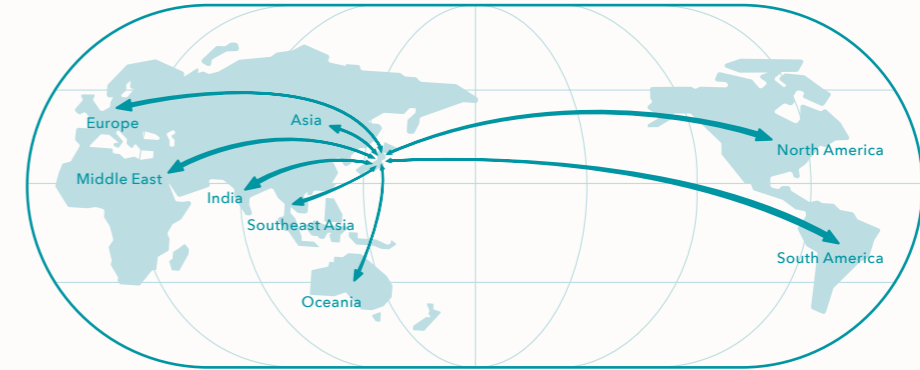 Europe
Asia
North America
Middle East
India
Southeast Asia
South America
Oceania